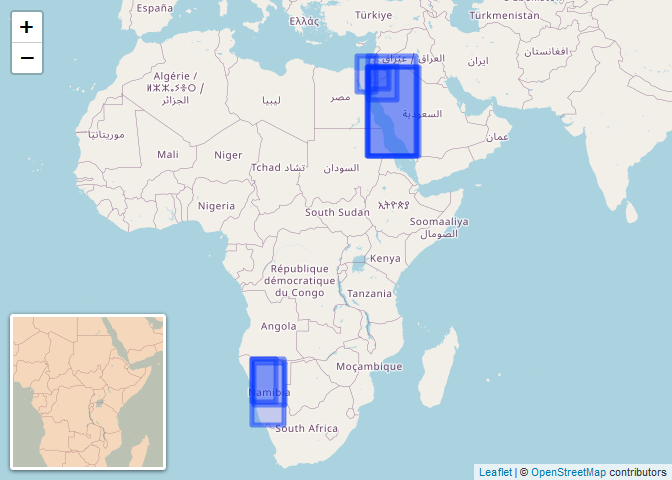 +
−
España
Ελλάς
Türkiye
Türkmenistan
افغانستان
ایران
العراق / عێراق
Algérie /
ⵍⵣⵣⴰⵢⴻⵔ /
الجزائر
ليبيا
مصر
السعودية
عمان
موريتانيا
Mali
Niger
Tchad تشاد
السودان
Nigeria
South Sudan
ኢትዮጵያ
Soomaaliya
الصومال
Kenya
République
démocratique
du Congo
Tanzania
Angola
Moçambique
Namibia
South Africa
Leaflet | © OpenStreetMap contributors